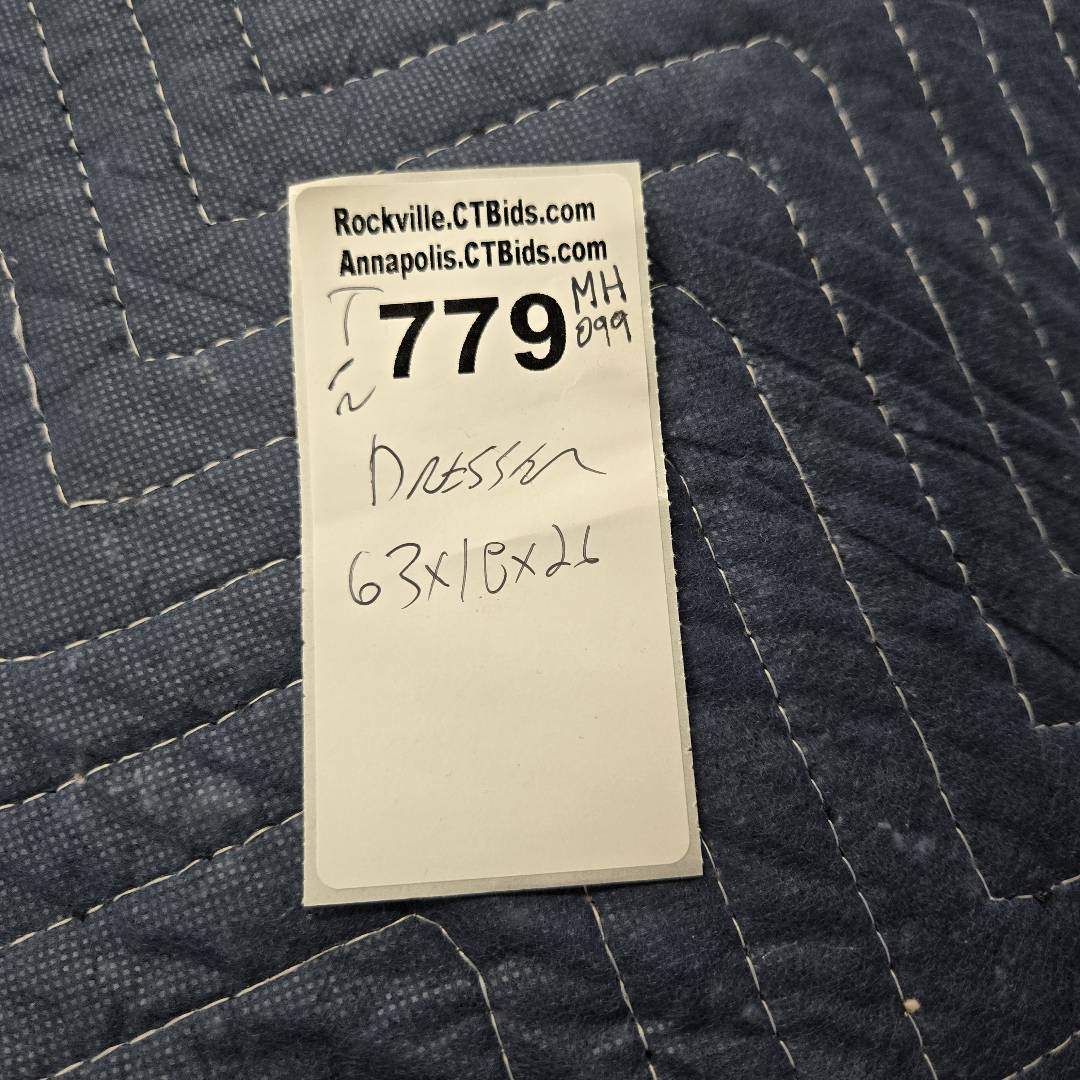 Rockville.CTBids.com
Annapolis.CTBids.com
T 779 MH
099
DRESSER
63x18x26